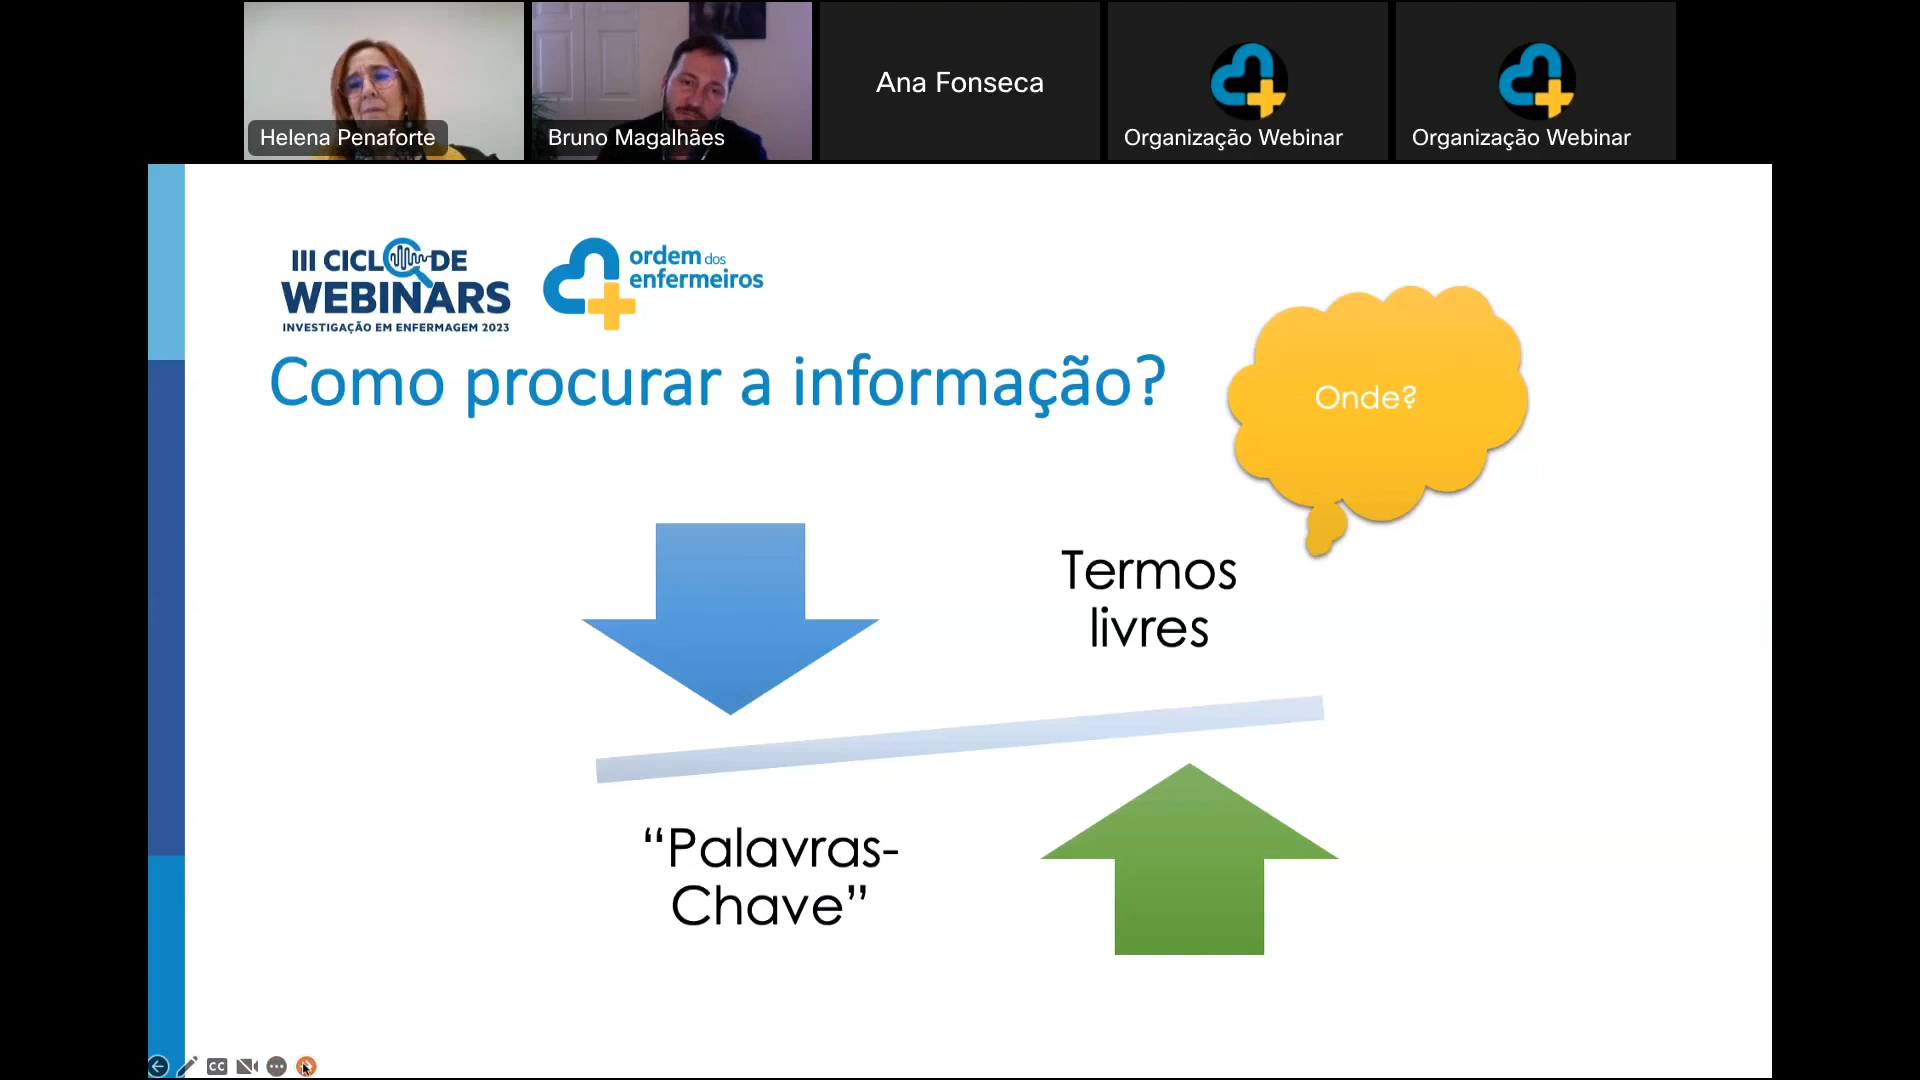 Helena Penaforte
Bruno Magalhães
Ana Fonseca
Organização Webinar
Organização Webinar
III CICLO DE
WEBINARS
INVESTIGAÇÃO EM ENFERMAGEM 2023
ordem dos
enfermeiros
Como procurar a informação?
Onde?
Termos
livres
“Palavras-
Chave”
CC